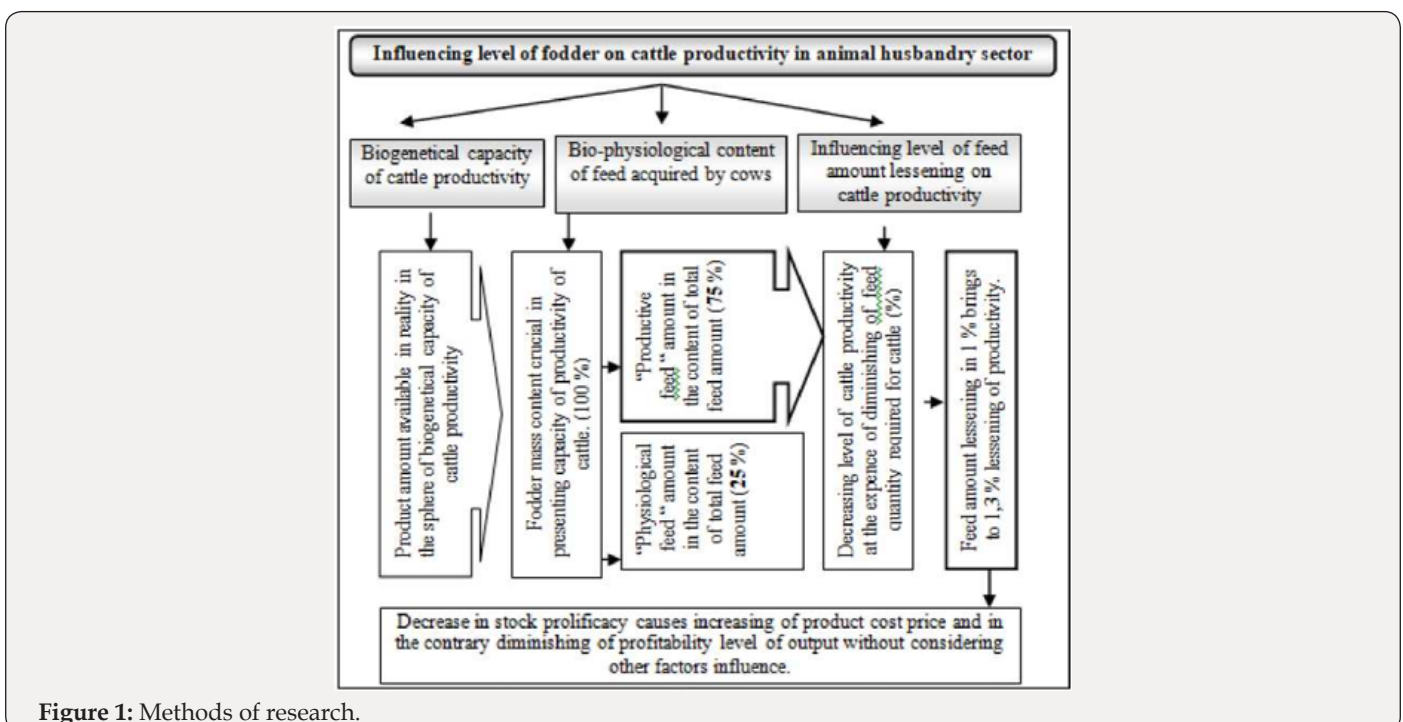 Influencing level of fodder on cattle productivity in animal husbandry sector
Biogenetical capacity
of cattle productivity
Bio-physiological content
of feed acquired by cows
Influencing level of feed
amount lessening on
cattle productivity
Product amount available in reality in
the sphere of biogenetical capacity of
cattle productivity
Fodder mass content crucial in
presenting capacity of productivity of
cattle. (100 %)
“Productive
feed“ amount in
the content of total
feed amount (75 %)
“Physiological
feed“ amount
in the content
of total feed
amount (25 %)
Decreasing level of cattle productivity
at the expence of diminishing of feed
quantity required for cattle (%)
Feed amount lessening in 1 % brings
to 1,3 % lessening of productivity.
Decrease in stock prolificacy causes increasing of product cost price and in
the contrary diminishing of profitability level of output without considering
other factors influence.
Figure 1: Methods of research.